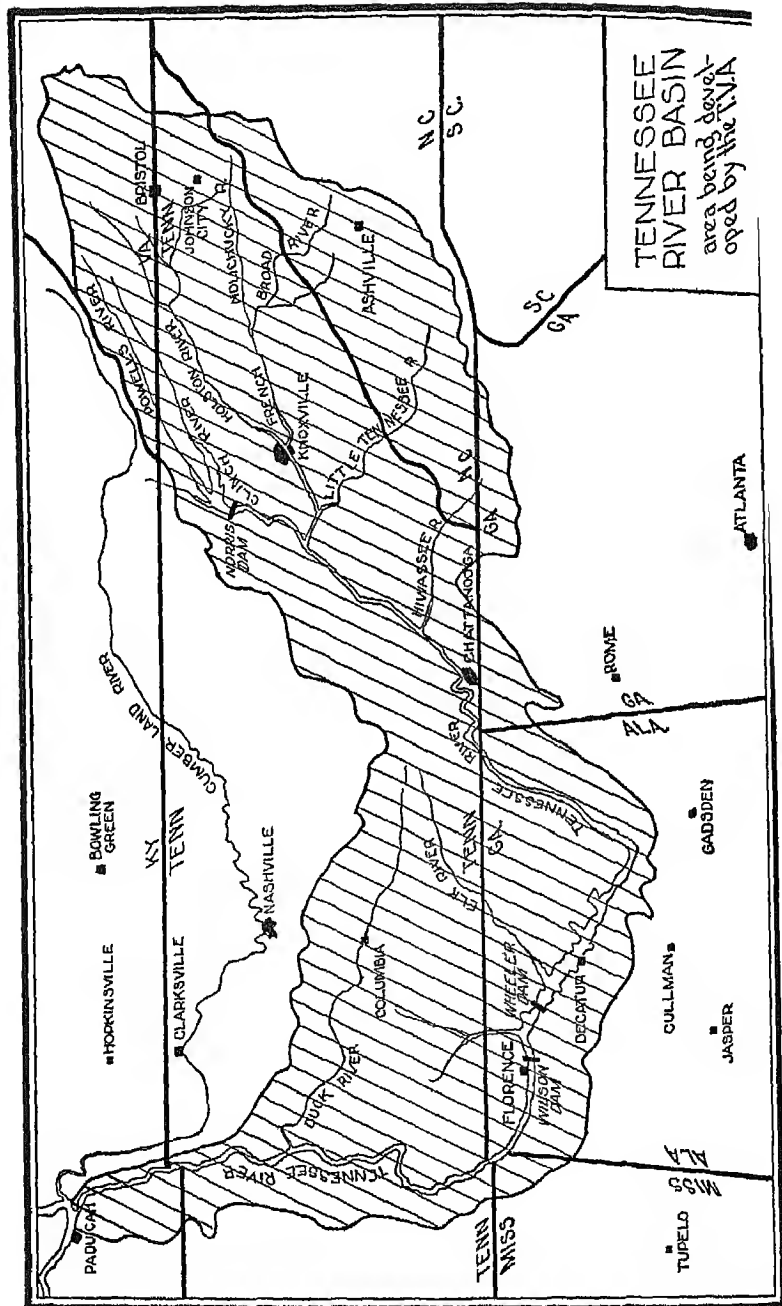 TENNESSEE
RIVER BASIN
area being devel-
oped by the T.V.A
PADUCAH
HOPKINSVILLE
CLARKSVILLE
BOWLING
GREEN
KY
TENN
NASHVILLE
CUMBERLAND RIVER
POWELLS RIVER
CLINCH RIVER
HOLSTON RIVER
VA
TENN
BRISTOL
JOHNSON
CITY
NOLICHUCKY R.
FRENCH BROAD RIVER
ASHVILLE
KNOXVILLE
NORRIS
DAM
LITTLE TENNESSEE R
HIWASSEE R
CHATTANOOGA
N C
GA
N C
S C.
SC
GA
TENNESSEE RIVER
DUCK RIVER
COLUMBIA
ELK RIVER
TENN
GA.
TENNESSEE RIVER
WHEELER
DAM
FLORENCE
WILSON
DAM
DECATUR
TENN
MISS
MISS
ALA
GA
ALA
TUPELO
JASPER
CULLMAN
GADSDEN
ROME
ATLANTA